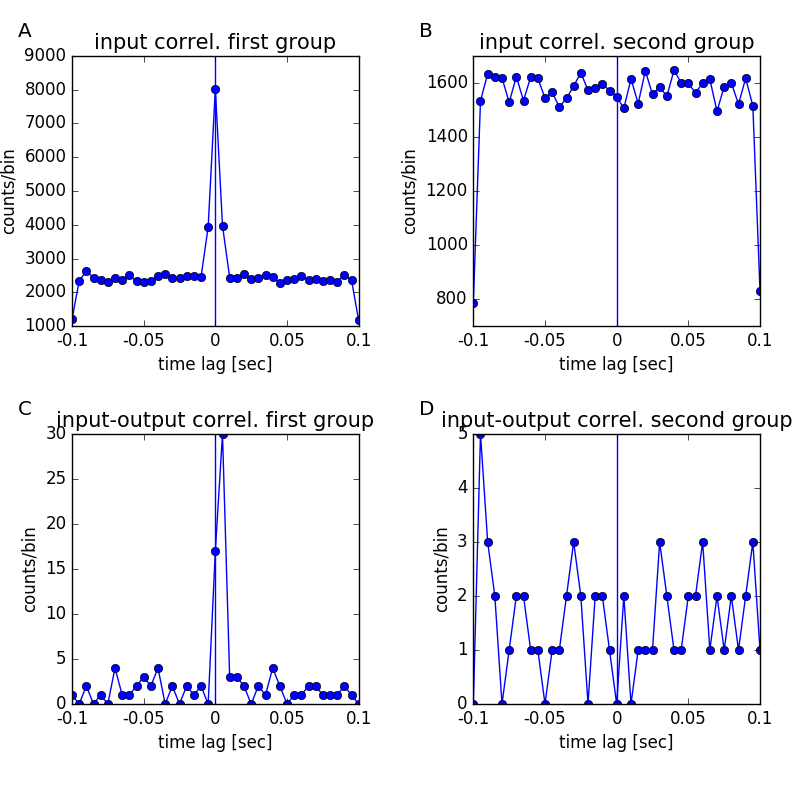 A
input correl. first group
9000
8000
7000
6000
5000
4000
3000
2000
1000
counts/bin
-0.1 -0.05 0 0.05 0.1
time lag [sec]
B
input correl. second group
1600
1400
1200
1000
800
counts/bin
-0.1 -0.05 0 0.05 0.1
time lag [sec]
C
input-output correl. first group
30
25
20
15
10
5
0
counts/bin
-0.1 -0.05 0 0.05 0.1
time lag [sec]
D
input-output correl. second group
5
4
3
2
1
0
counts/bin
-0.1 -0.05 0 0.05 0.1
time lag [sec]